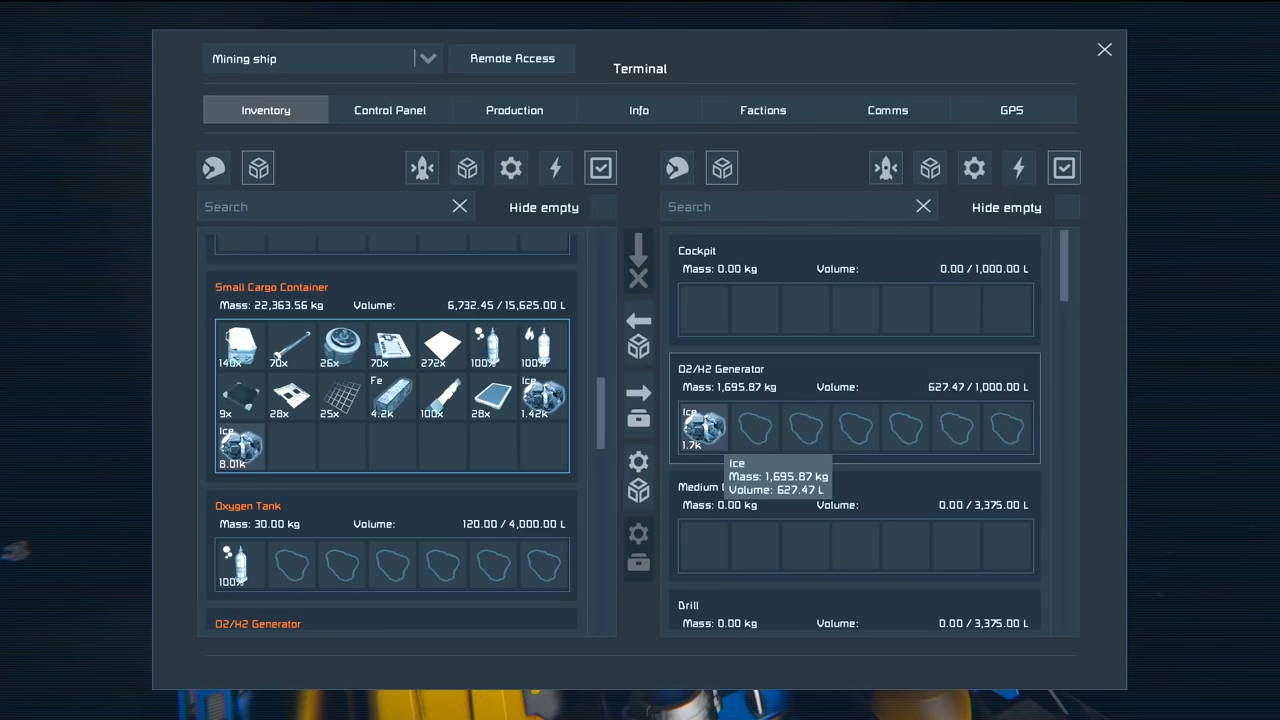 Mining ship
Remote Access
Terminal
Inventory
Control Panel
Production
Info
Factions
Comms
GPS
Search
Hide empty
Search
Hide empty
Small Cargo Container
Mass: 22,363.56 kg Volume: 6,732.45 / 15,625.00 L
140x 70x 26x 70x 272x 100% 100%
Fe Ice
9x 28x 25x 4.2k 100x 28x 1.42k
Ice
8.01k
Oxygen Tank
Mass: 30.00 kg Volume: 120.00 / 4,000.00 L
100%
O2/H2 Generator
Cockpit
Mass: 0.00 kg Volume: 0.00 / 1,000.00 L
O2/H2 Generator
Mass: 1,695.87 kg Volume: 627.47 / 1,000.00 L
Ice
1.7k
Ice
Mass: 1,695.87 kg
Volume: 627.47 L
Medium
Mass: 0.00 kg Volume: 0.00 / 3,375.00 L
Drill
Mass: 0.00 kg Volume: 0.00 / 3,375.00 L